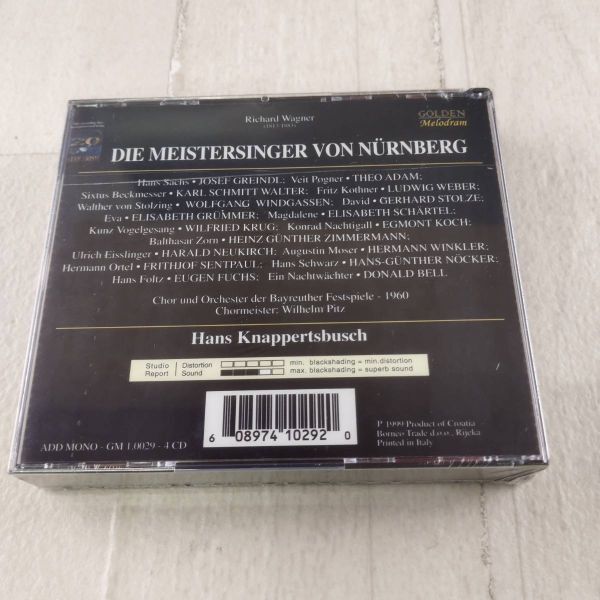 Richard Wagner
(1813-1883)
GOLDEN
Melodram
DIE MEISTERSINGER VON NÜRNBERG
Hans Sachs • JOSEF GREINDL; Veit Pogner • THEO ADAM;
Sixtus Beckmesser • KARL SCHMITT WALTER; Fritz Kothner • LUDWIG WEBER;
Walther von Stolzing • WOLFGANG WINDGASSEN; David • GERHARD STOLZE;
Eva • ELISABETH GRÜMMER; Magdalene • ELISABETH SCHÄRTEL;
Kunz Vogelgesang • WILFRIED KRUG; Konrad Nachtigall • EGMONT KOCH;
Balthasar Zorn • HEINZ GÜNTHER ZIMMERMANN;
Ulrich Eisslinger • HARALD NEUKIRCH; Augustin Moser • HERMANN WINKLER;
Hermann Ortel • FRITHJOF SENTPAUL; Hans Schwarz • HANS-GÜNTHER NÖCKER;
Hans Foltz • EUGEN FUCHS; Ein Nachtwächter • DONALD BELL
Chor und Orchester der Bayreuther Festspiele - 1960
Chormeister: Wilhelm Pitz
Hans Knappertsbusch
Studio Report
Distortion min. blackshading = min.distortion
Sound max. blackshading = superb sound
6 08974 10292 0
ADD MONO - GM 1.0029 - 4 CD
P 1999 Product of Croatia
Borneo Trade d.o.o., Rijeka
Printed in Italy